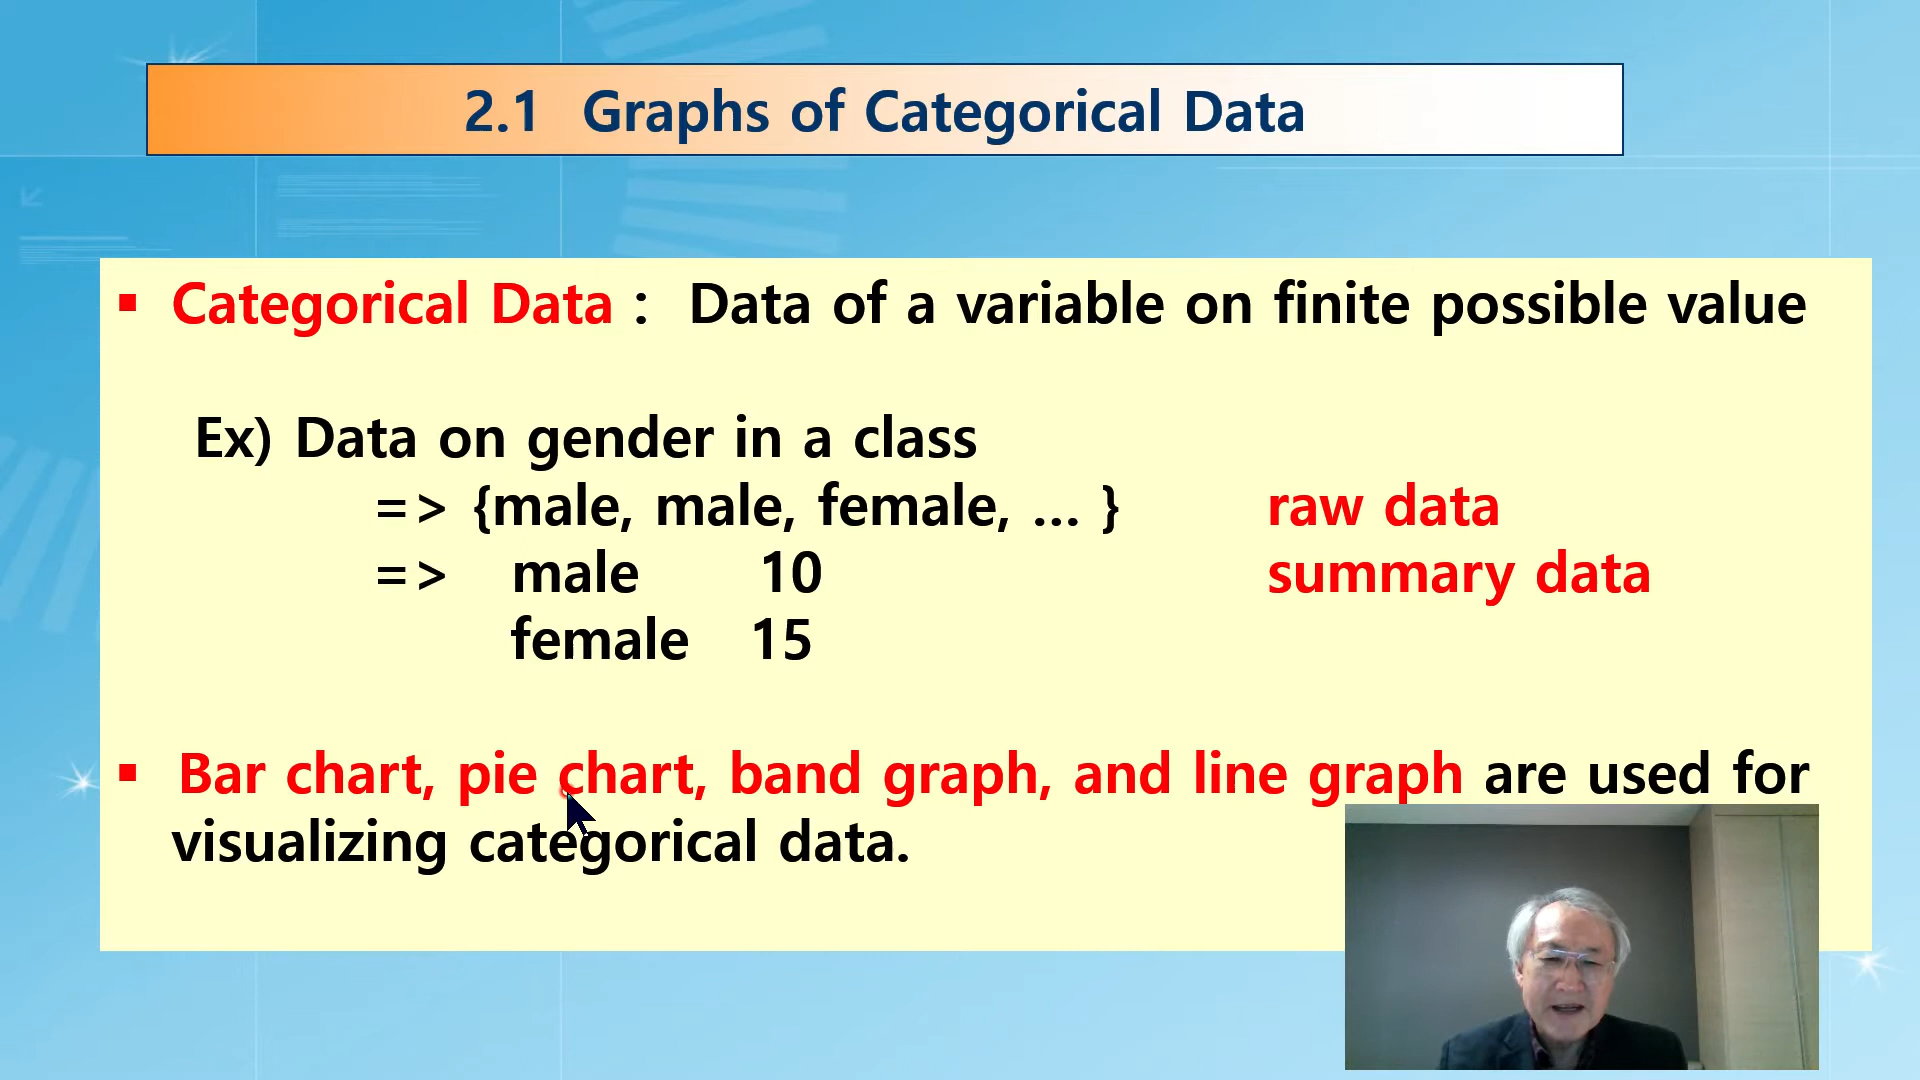 2.1 Graphs of Categorical Data
▪ Categorical Data : Data of a variable on finite possible value
Ex) Data on gender in a class
=> {male, male, female, … } raw data
=> male 10 summary data
female 15
▪ Bar chart, pie chart, band graph, and line graph are used for
visualizing categorical data.